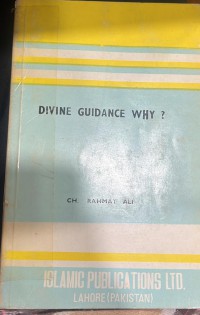 DIVINE GUIDANCE WHY ?
CH. RAHMAT ALI
ISLAMIC PUBLICATIONS LTD.
LAHORE (PAKISTAN)